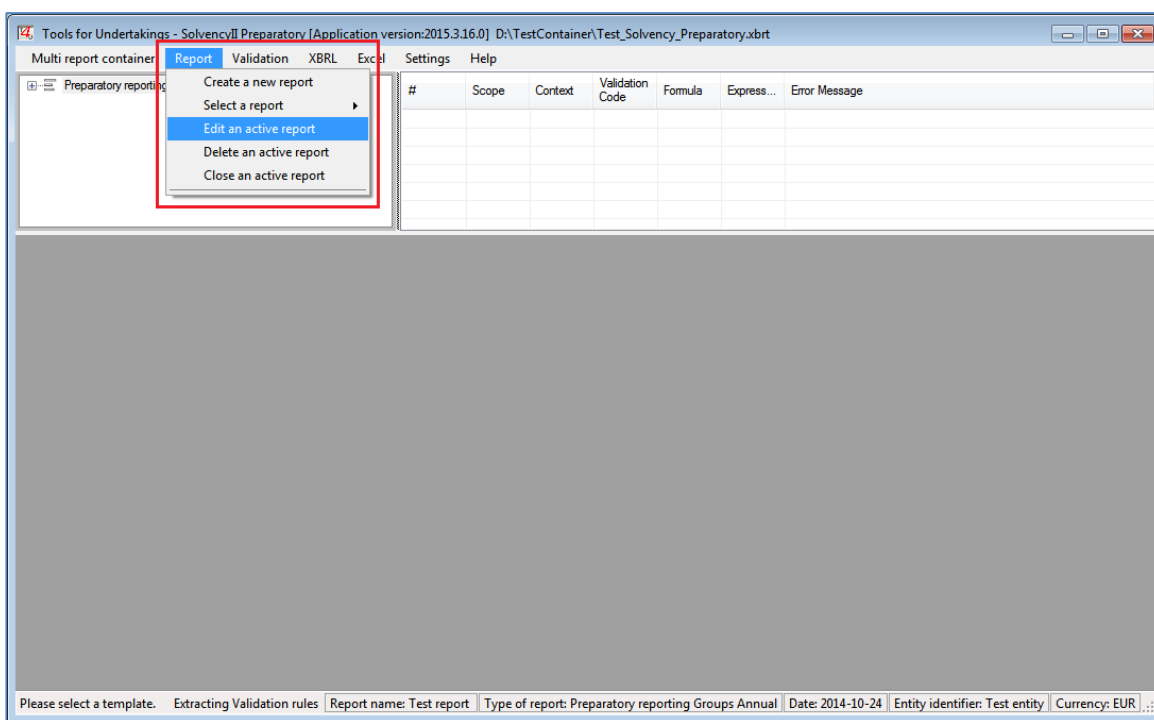 Tools for Undertakings - SolvencyII Preparatory [Application version:2015.3.16.0] D:\TestContainer\Test_Solvency_Preparatory.xbrt
Multi report container Report Validation XBRL Excel Settings Help
Preparatory reporting
Create a new report
Select a report
Edit an active report
Delete an active report
Close an active report
# Scope Context Validation Code Formula Express... Error Message
Please select a template. Extracting Validation rules Report name: Test report Type of report: Preparatory reporting Groups Annual Date: 2014-10-24 Entity identifier: Test entity Currency: EUR